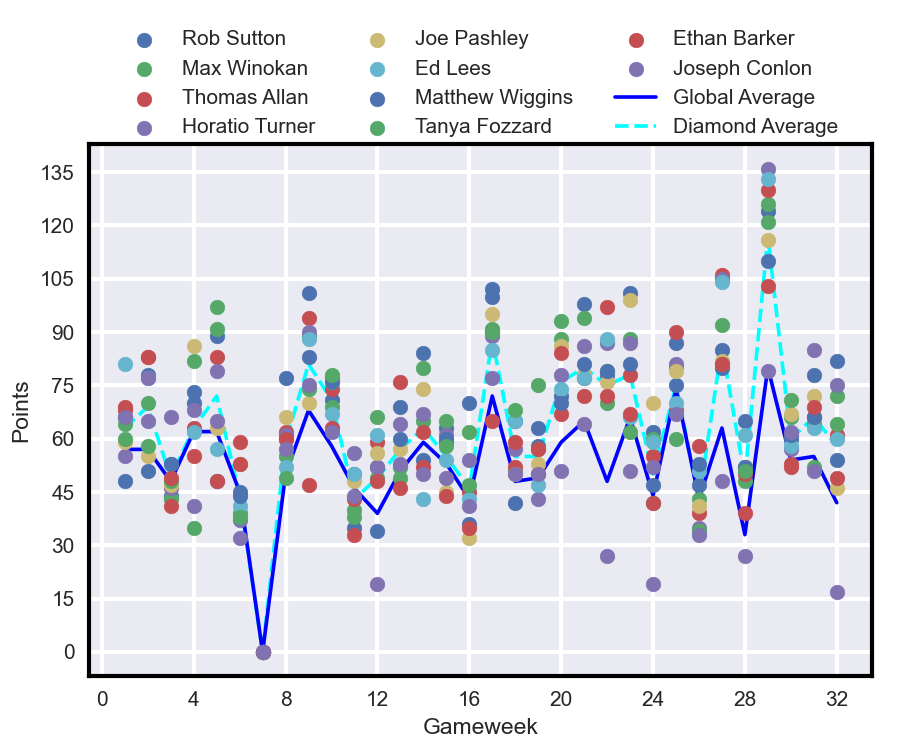 Rob Sutton
Max Winokan
Thomas Allan
Horatio Turner
Joe Pashley
Ed Lees
Matthew Wiggins
Tanya Fozzard
Ethan Barker
Joseph Conlon
Global Average
Diamond Average
135
120
105
90
75
60
45
30
15
0
Points
0 4 8 12 16 20 24 28 32
Gameweek